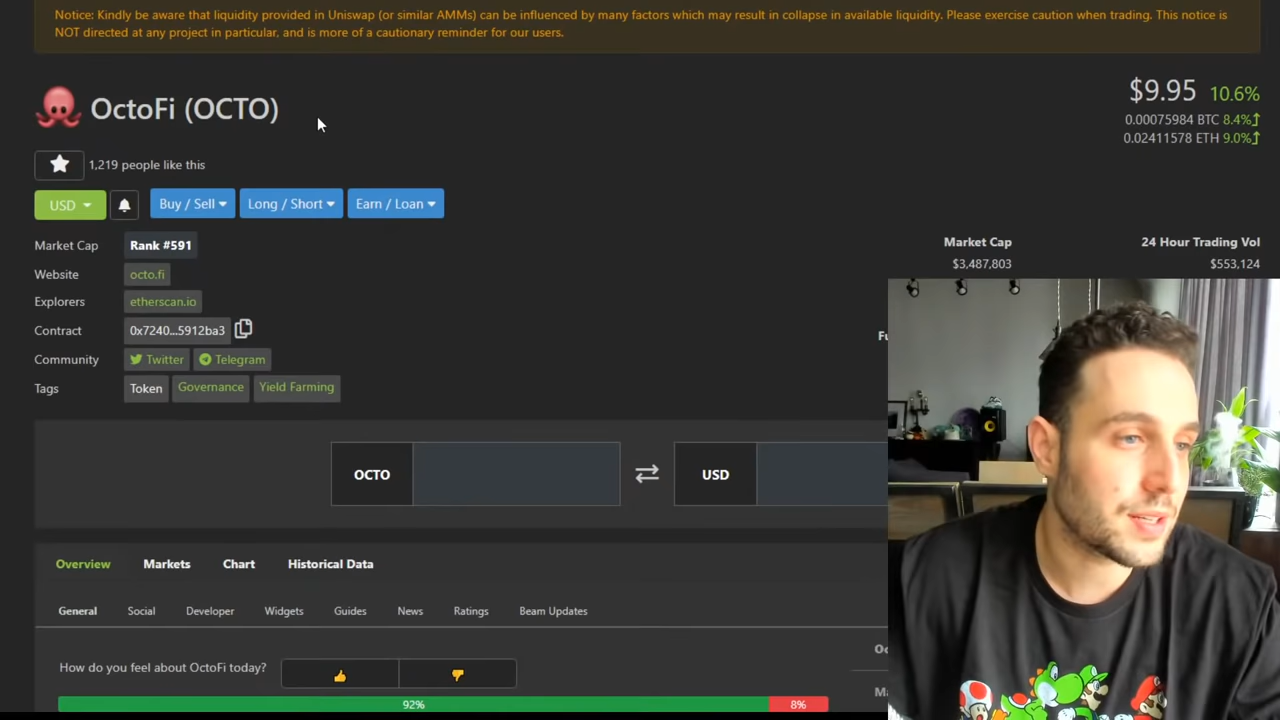 Notice: Kindly be aware that liquidity provided in Uniswap (or similar AMMs) can be influenced by many factors which may result in collapse in available liquidity. Please exercise caution when trading. This notice is
NOT directed at any project in particular, and is more of a cautionary reminder for our users.
OctoFi (OCTO)
$9.95 10.6%
0.00075984 BTC 8.4%
0.02411578 ETH 9.0%
1,219 people like this
USD Buy / Sell Long / Short Earn / Loan
Market Cap Rank #591
Market Cap 24 Hour Trading Vol
$3,487,803 $553,124
Website octo.fi
Explorers etherscan.io
Contract 0x7240...5912ba3
Community Twitter Telegram
Tags Token Governance Yield Farming
OCTO USD
Overview Markets Chart Historical Data
General Social Developer Widgets Guides News Ratings Beam Updates
How do you feel about OctoFi today?
92% 8%